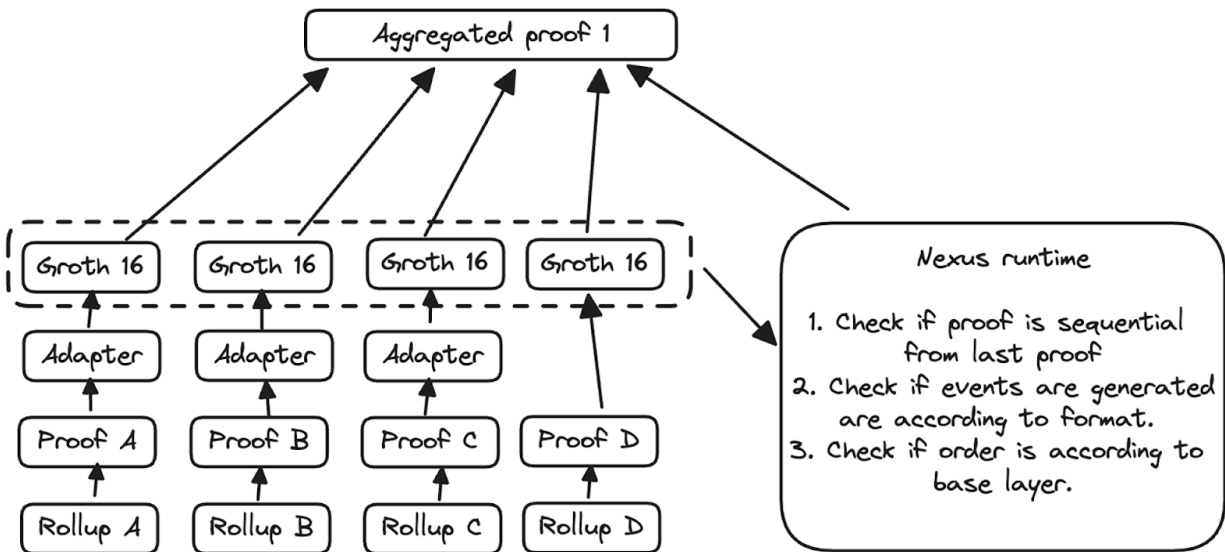 Aggregated proof 1
Groth 16
Groth 16
Groth 16
Groth 16
Adapter
Adapter
Adapter
Proof A
Proof B
Proof C
Proof D
Rollup A
Rollup B
Rollup C
Rollup D
Nexus runtime
1. Check if proof is sequential
from last proof
2. Check if events are generated
are according to format.
3. Check if order is according to
base layer.